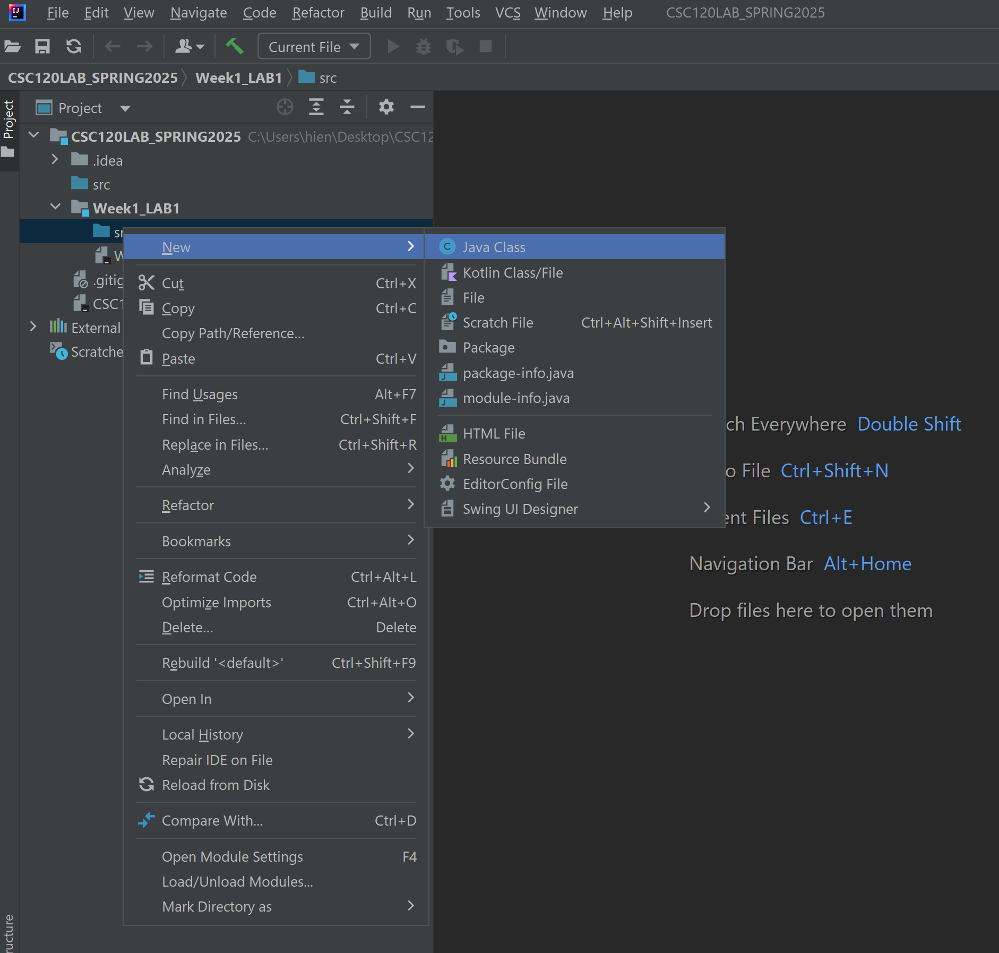 File Edit View Navigate Code Refactor Build Run Tools VCS Window Help CSC120LAB_SPRING2025
Current File
CSC120LAB_SPRING2025 Week1_LAB1 src
Project
Project
CSC120LAB_SPRING2025 C:\Users\hien\Desktop\CSC12
.idea
src
Week1_LAB1
sr
W
.gitig
CSC1
External
Scratche
New
Cut Ctrl+X
Copy Ctrl+C
Copy Path/Reference...
Paste Ctrl+V
Find Usages Alt+F7
Find in Files... Ctrl+Shift+F
Replace in Files... Ctrl+Shift+R
Analyze
Refactor
Bookmarks
Reformat Code Ctrl+Alt+L
Optimize Imports Ctrl+Alt+O
Delete... Delete
Rebuild '<default>' Ctrl+Shift+F9
Open In
Local History
Repair IDE on File
Reload from Disk
Compare With... Ctrl+D
Open Module Settings F4
Load/Unload Modules...
Mark Directory as
Java Class
Kotlin Class/File
File
Scratch File Ctrl+Alt+Shift+Insert
Package
package-info.java
module-info.java
HTML File
Resource Bundle
EditorConfig File
Swing UI Designer
ch Everywhere Double Shift
o File Ctrl+Shift+N
ent Files Ctrl+E
Navigation Bar Alt+Home
Drop files here to open them
ructure